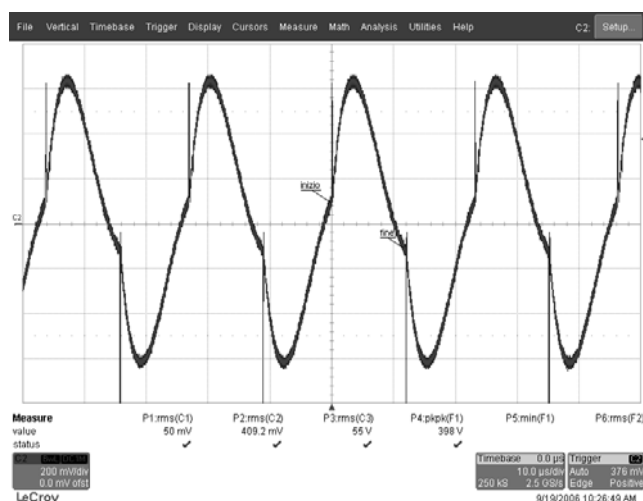 File Vertical Timebase Trigger Display Cursors Measure Math Analysis Utilities Help C2: Setup...
inizio
C2
fine
Measure P1:rms(C1) P2:rms(C2) P3:rms(C3) P4:pkpk(F1) P5:min(F1) P6:rms(F2)
value 50 mV 409.2 mV 55 V 398 V
status
C2
200 mV/div
0.0 mV ofst
Timebase 0.0 µs Trigger C2
10.0 µs/div Auto 376 mV
250 kS 2.5 GS/s Edge Positive
LeCroy
9/19/2006 10:26:49 AM